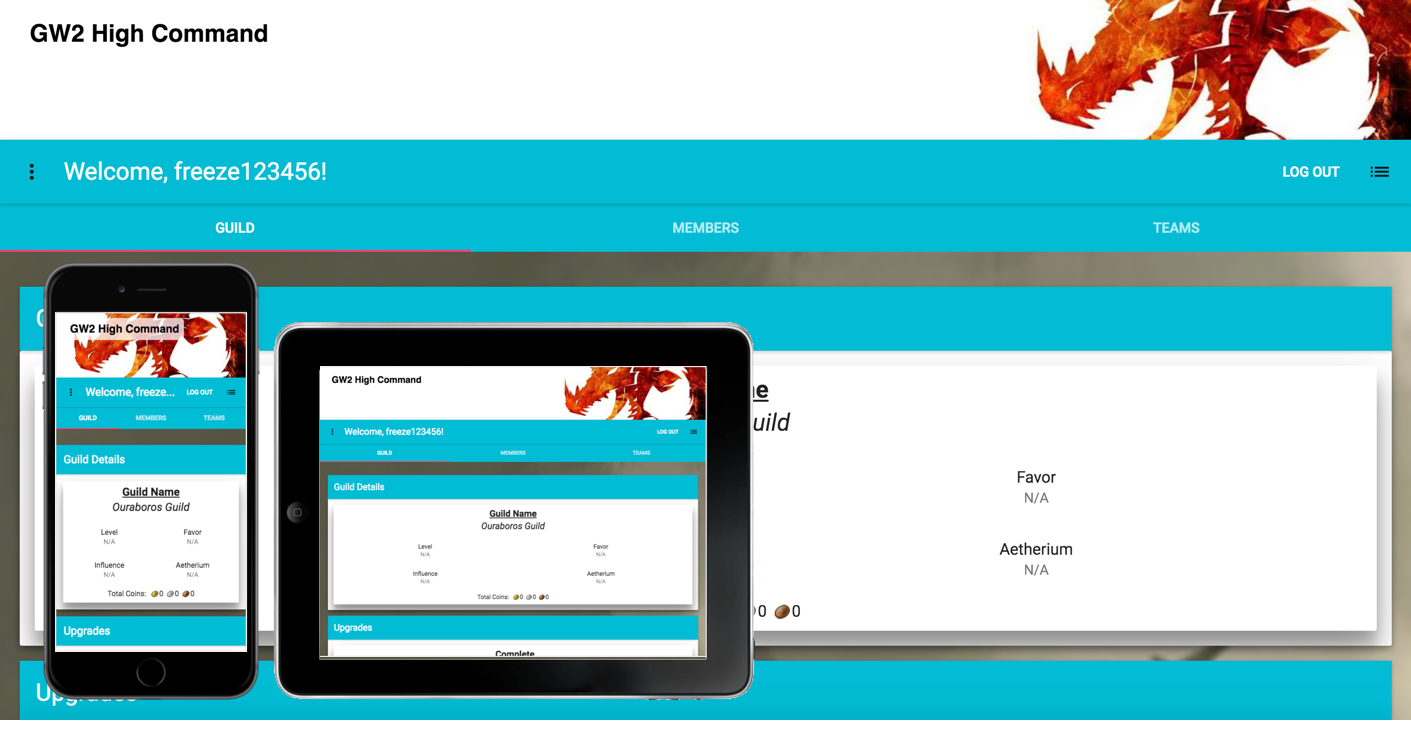 GW2 High Command
Welcome, freeze123456!
LOG OUT
GUILD
MEMBERS
TEAMS
GW2 High Command
Welcome, freeze...
LOG OUT
GUILD
MEMBERS
TEAMS
Guild Details
Guild Name
Ouraboros Guild
Level
Favor
N/A
N/A
Influence
Aetherium
N/A
N/A
Total Coins: 0 0 0
Upgrades
GW2 High Command
Welcome, freeze123456!
LOG OUT
GUILD
MEMBERS
TEAMS
Guild Details
Guild Name
Ouraboros Guild
Level
Favor
N/A
N/A
Influence
Aetherium
N/A
N/A
Total Coins: 0 0 0
Upgrades
Complete
uild
Favor
N/A
Aetherium
N/A
0 0
Upgrades